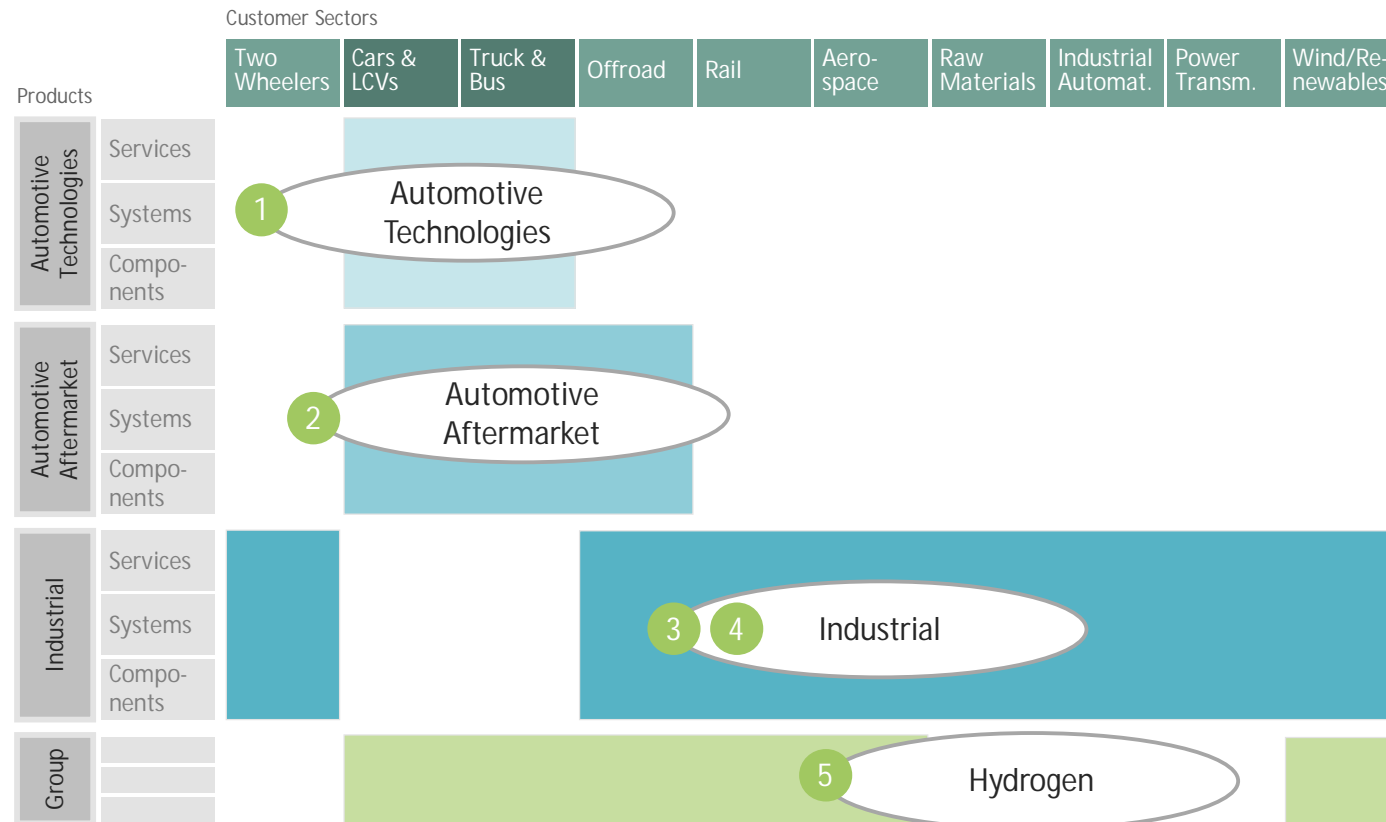 Customer Sectors
Products
Two
Wheelers
Cars &
LCVs
Truck &
Bus
Offroad
Rail
Aero-
space
Raw
Materials
Industrial
Automat.
Power
Transm.
Wind/Re-
newables
Automotive
Technologies
Services
Systems
Compo-
nents
1
Automotive
Technologies
Automotive
Aftermarket
Services
Systems
Compo-
nents
2
Automotive
Aftermarket
Industrial
Services
Systems
Compo-
nents
3
4
Industrial
Group
5
Hydrogen